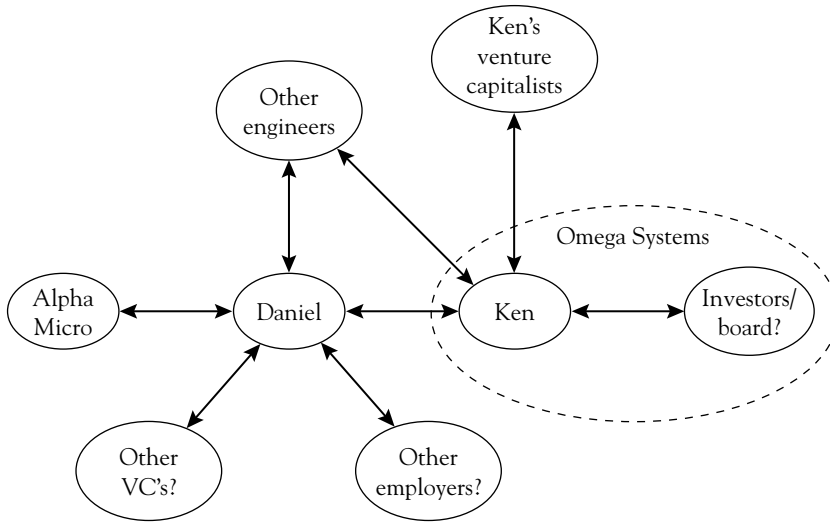 Ken's
venture
capitalists
Other
engineers
Omega Systems
Alpha
Micro
Daniel
Ken
Investors/
board?
Other
VC's?
Other
employers?